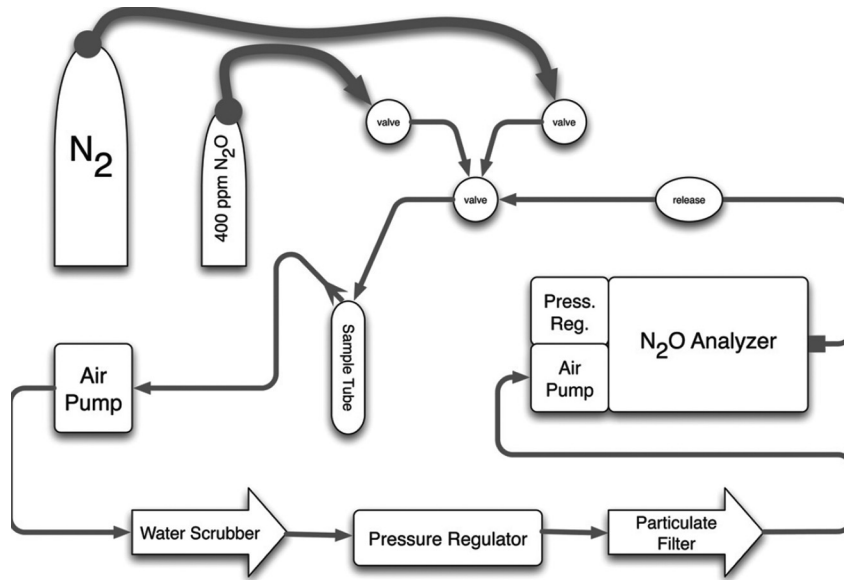 N2
400 ppm N2O
valve
valve
valve
release
Press.
Reg.
N2O Analyzer
Air
Pump
Sample Tube
Air
Pump
Water Scrubber
Pressure Regulator
Particulate
Filter